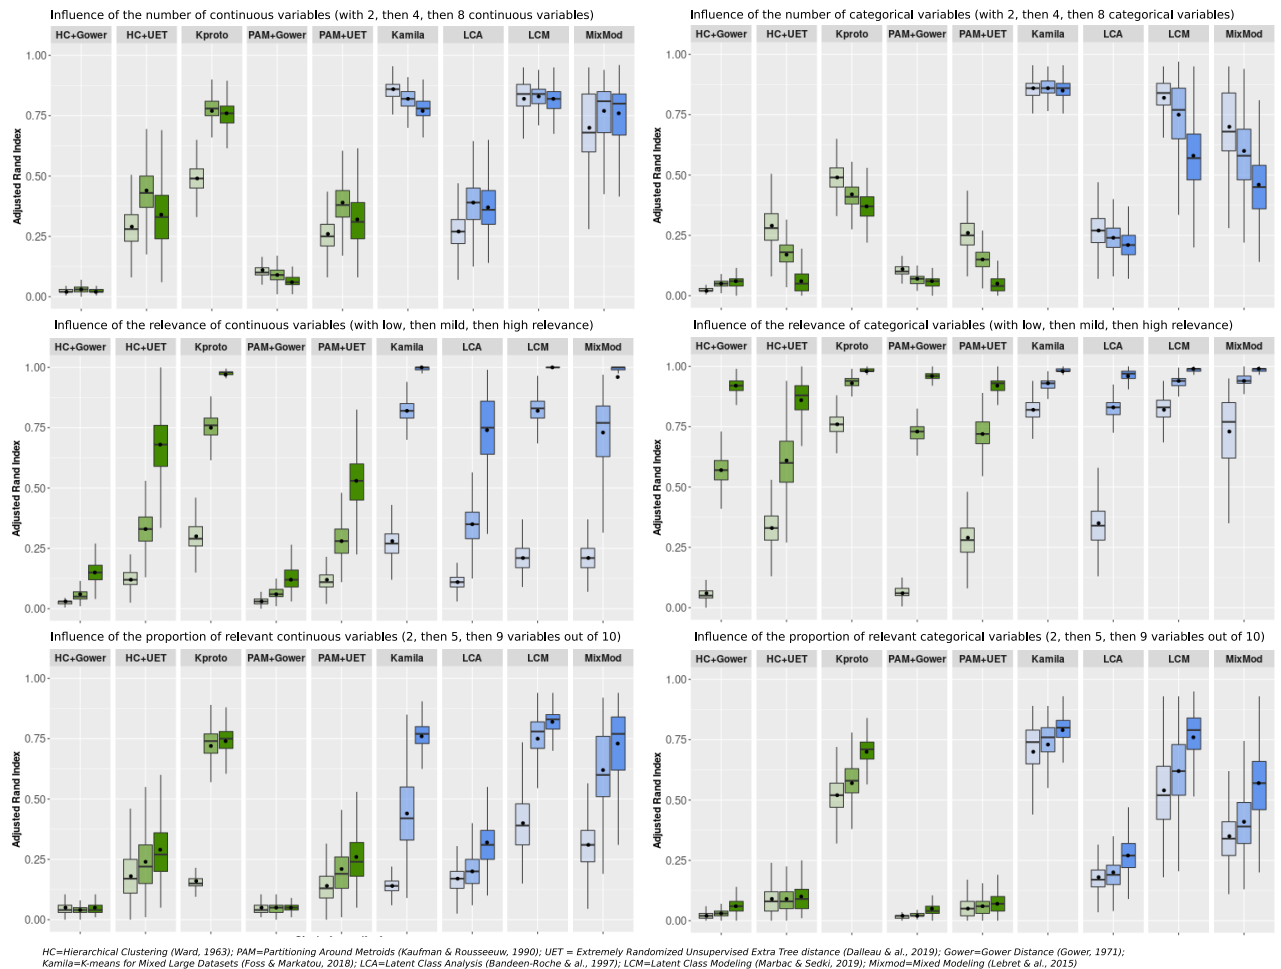 Influence of the number of continuous variables (with 2, then 4, then 8 continuous variables)
HC+Gower HC+UET Kproto PAM+Gower PAM+UET Kamila LCA LCM MixMod
Adjusted Rand Index
1.00
0.75
0.50
0.25
0.00
Influence of the number of categorical variables (with 2, then 4, then 8 categorical variables)
HC+Gower HC+UET Kproto PAM+Gower PAM+UET Kamila LCA LCM MixMod
Adjusted Rand Index
1.00
0.75
0.50
0.25
0.00
Influence of the relevance of continuous variables (with low, then mild, then high relevance)
HC+Gower HC+UET Kproto PAM+Gower PAM+UET Kamila LCA LCM MixMod
Adjusted Rand Index
1.00
0.75
0.50
0.25
0.00
Influence of the relevance of categorical variables (with low, then mild, then high relevance)
HC+Gower HC+UET Kproto PAM+Gower PAM+UET Kamila LCA LCM MixMod
Adjusted Rand Index
1.00
0.75
0.50
0.25
0.00
Influence of the proportion of relevant continuous variables (2, then 5, then 9 variables out of 10)
HC+Gower HC+UET Kproto PAM+Gower PAM+UET Kamila LCA LCM MixMod
Adjusted Rand Index
1.00
0.75
0.50
0.25
0.00
Influence of the proportion of relevant categorical variables (2, then 5, then 9 variables out of 10)
HC+Gower HC+UET Kproto PAM+Gower PAM+UET Kamila LCA LCM MixMod
Adjusted Rand Index
1.00
0.75
0.50
0.25
0.00
HC=Hierarchical Clustering (Ward, 1963); PAM=Partitioning Around Metroids (Kaufman & Rousseeuw, 1990); UET = Extremely Randomized Unsupervised Extra Tree distance (Dalleau & al., 2019); Gower=Gower Distance (Gower, 1971);
Kamila=K-means for Mixed Large Datasets (Foss & Markatou, 2018); LCA=Latent Class Analysis (Bandeen-Roche & al., 1997); LCM=Latent Class Modeling (Marbac & Sedki, 2019); Mixmod=Mixed Modeling (Lebret & al., 2015)